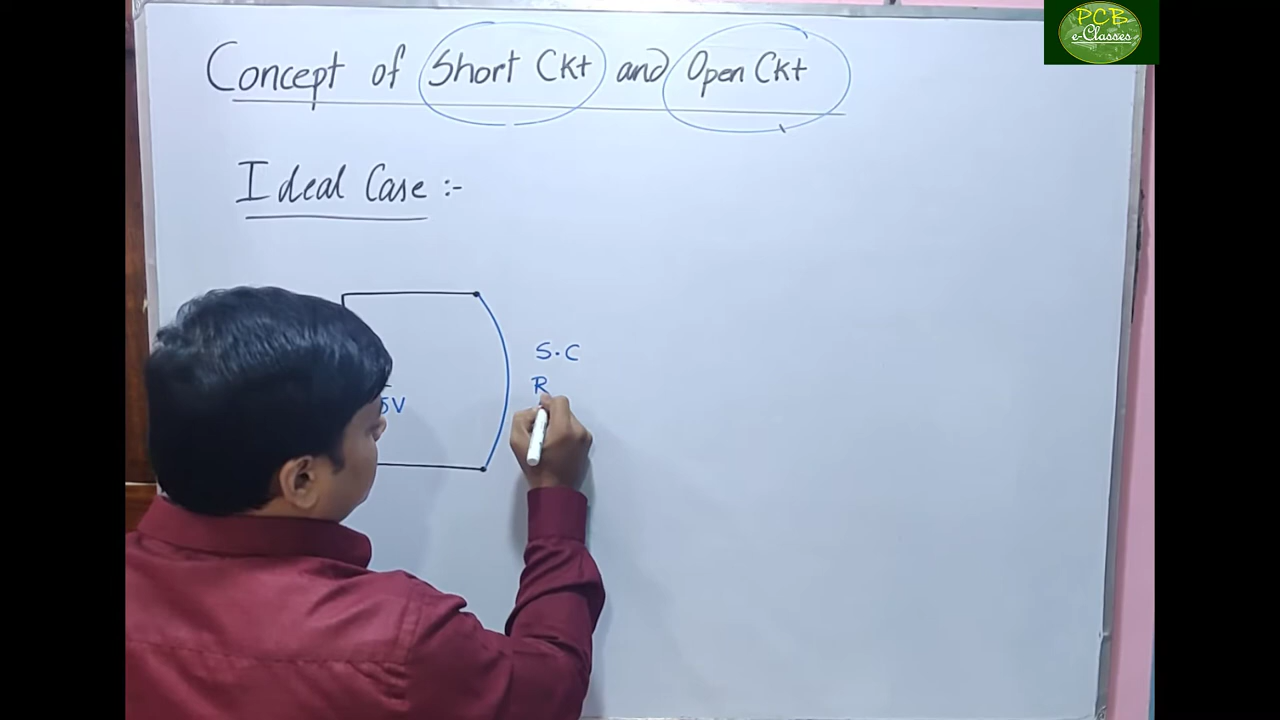 PCB
e-Classes
Concept of Short Ckt and Open Ckt
Ideal Case :-
S.C
R
5V